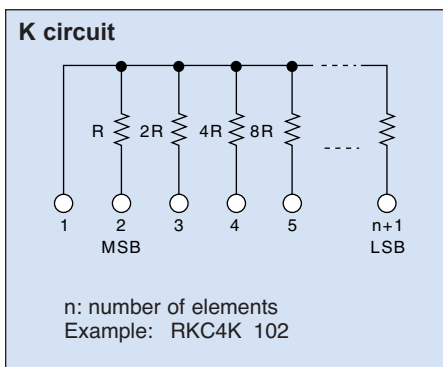 K circuit
R 2R 4R 8R
1 2 3 4 5 n+1
MSB LSB
n: number of elements
Example: RKC4K 102